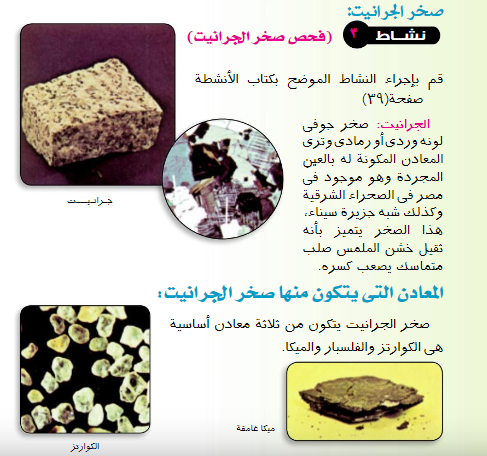 صخر الجرانيت:
نشاط ٣ (فحص صخر الجرانيت)
قم بإجراء النشاط الموضح بكتاب الأنشطة
صفحة(٣٩)
الجرانيت: صخر جوفى
لونه وردى أو رمادى وترى
المعادن المكونة له بالعين
المجردة وهو موجود فى
مصر فى الصحراء الشرقية
وكذلك شبه جزيرة سيناء،
هذا الصخر يتميز بأنه
ثقيل خشن الملمس صلب
متماسك يصعب كسره.
جرانيت
المعادن التى يتكون منها صخر الجرانيت:
صخر الجرانيت يتكون من ثلاثة معادن أساسية
هى الكوارتز والفلسبار والميكا.
ميكا غامقة
الكوارتز